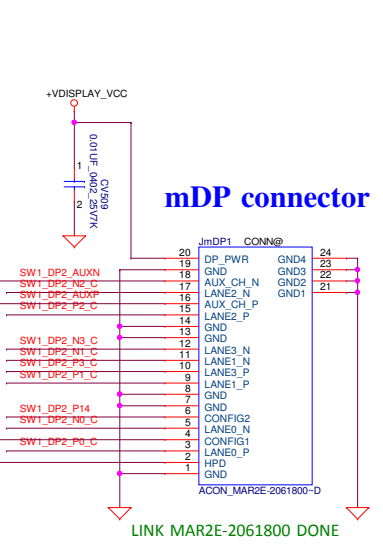 +VDISPLAY_VCC
1
2
CV509
0.01UF_0402_25V7K
mDP connector
JmDP1 CONN@
20 DP_PWR GND4 24
19 GND GND3 23
SW1_DP2_AUXN 18 AUX_CH_N GND2 22
SW1_DP2_N2_C 17 LANE2_N GND1 21
SW1_DP2_AUXP 16 AUX_CH_P
SW1_DP2_P2_C 15 LANE2_P
14 GND
13 GND
SW1_DP2_N3_C 12 LANE3_N
SW1_DP2_N1_C 11 LANE1_N
SW1_DP2_P3_C 10 LANE3_P
SW1_DP2_P1_C 9 LANE1_P
8 GND
7 GND
SW1_DP2_P14 6 CONFIG2
SW1_DP2_N0_C 5 LANE0_N
4 CONFIG1
SW1_DP2_P0_C 3 LANE0_P
2 HPD
1 GND
ACON_MAR2E-2061800~D
LINK MAR2E-2061800 DONE